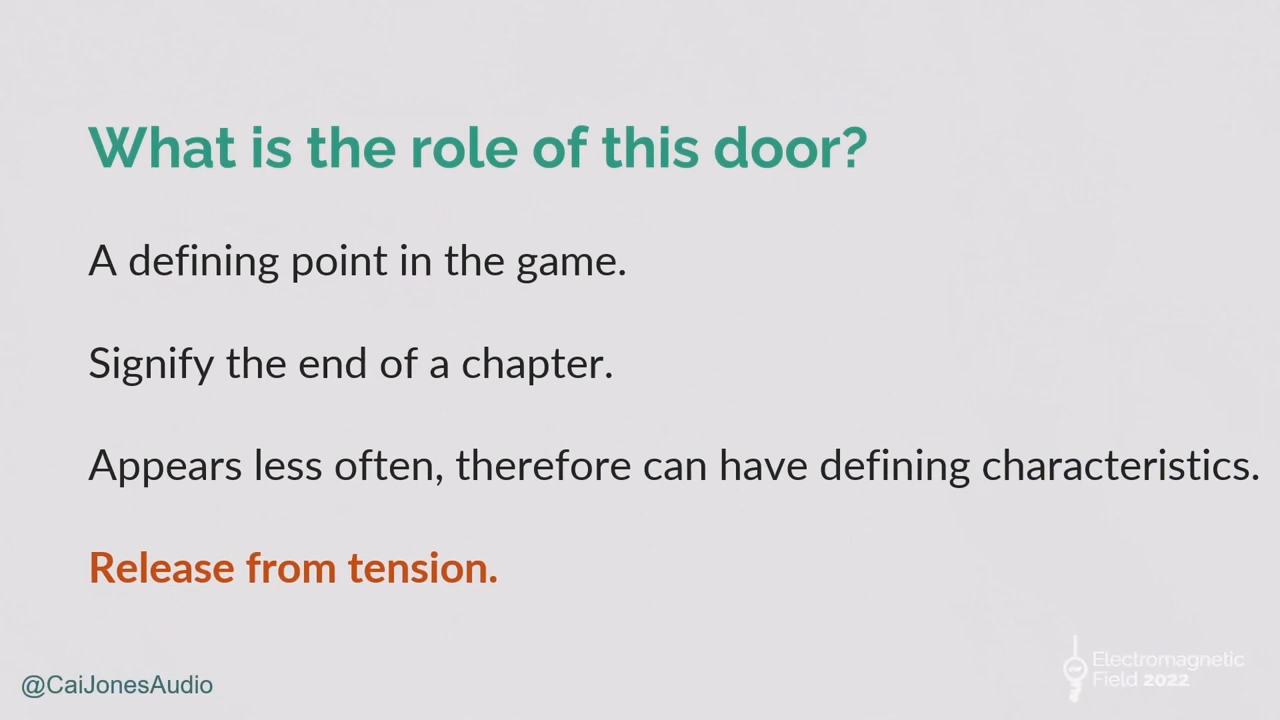 What is the role of this door?
A defining point in the game.
Signify the end of a chapter.
Appears less often, therefore can have defining characteristics.
Release from tension.
@CaiJonesAudio
Electromagnetic
Field 2022